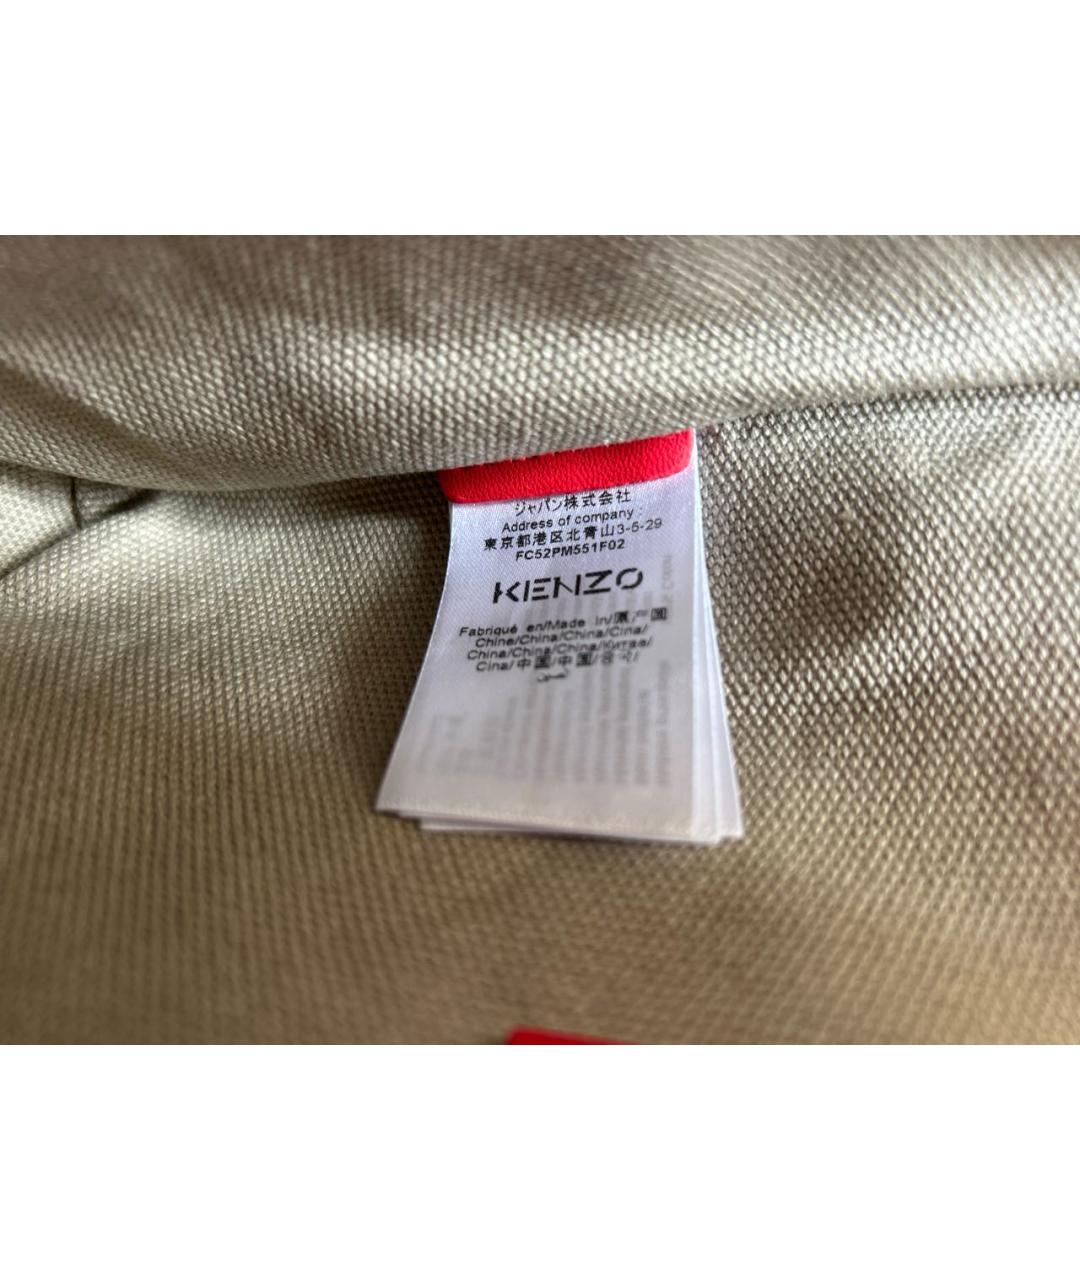 ジャパン株式会社
Address of company :
東京都港区北青山3-5-29
FC52PM551F02
KENZO
Fabriqué en/Made in/原产国
Chine/China/China/Cina/
China/China/China/Китае/
Cina/中国/中国/중국/
الصين